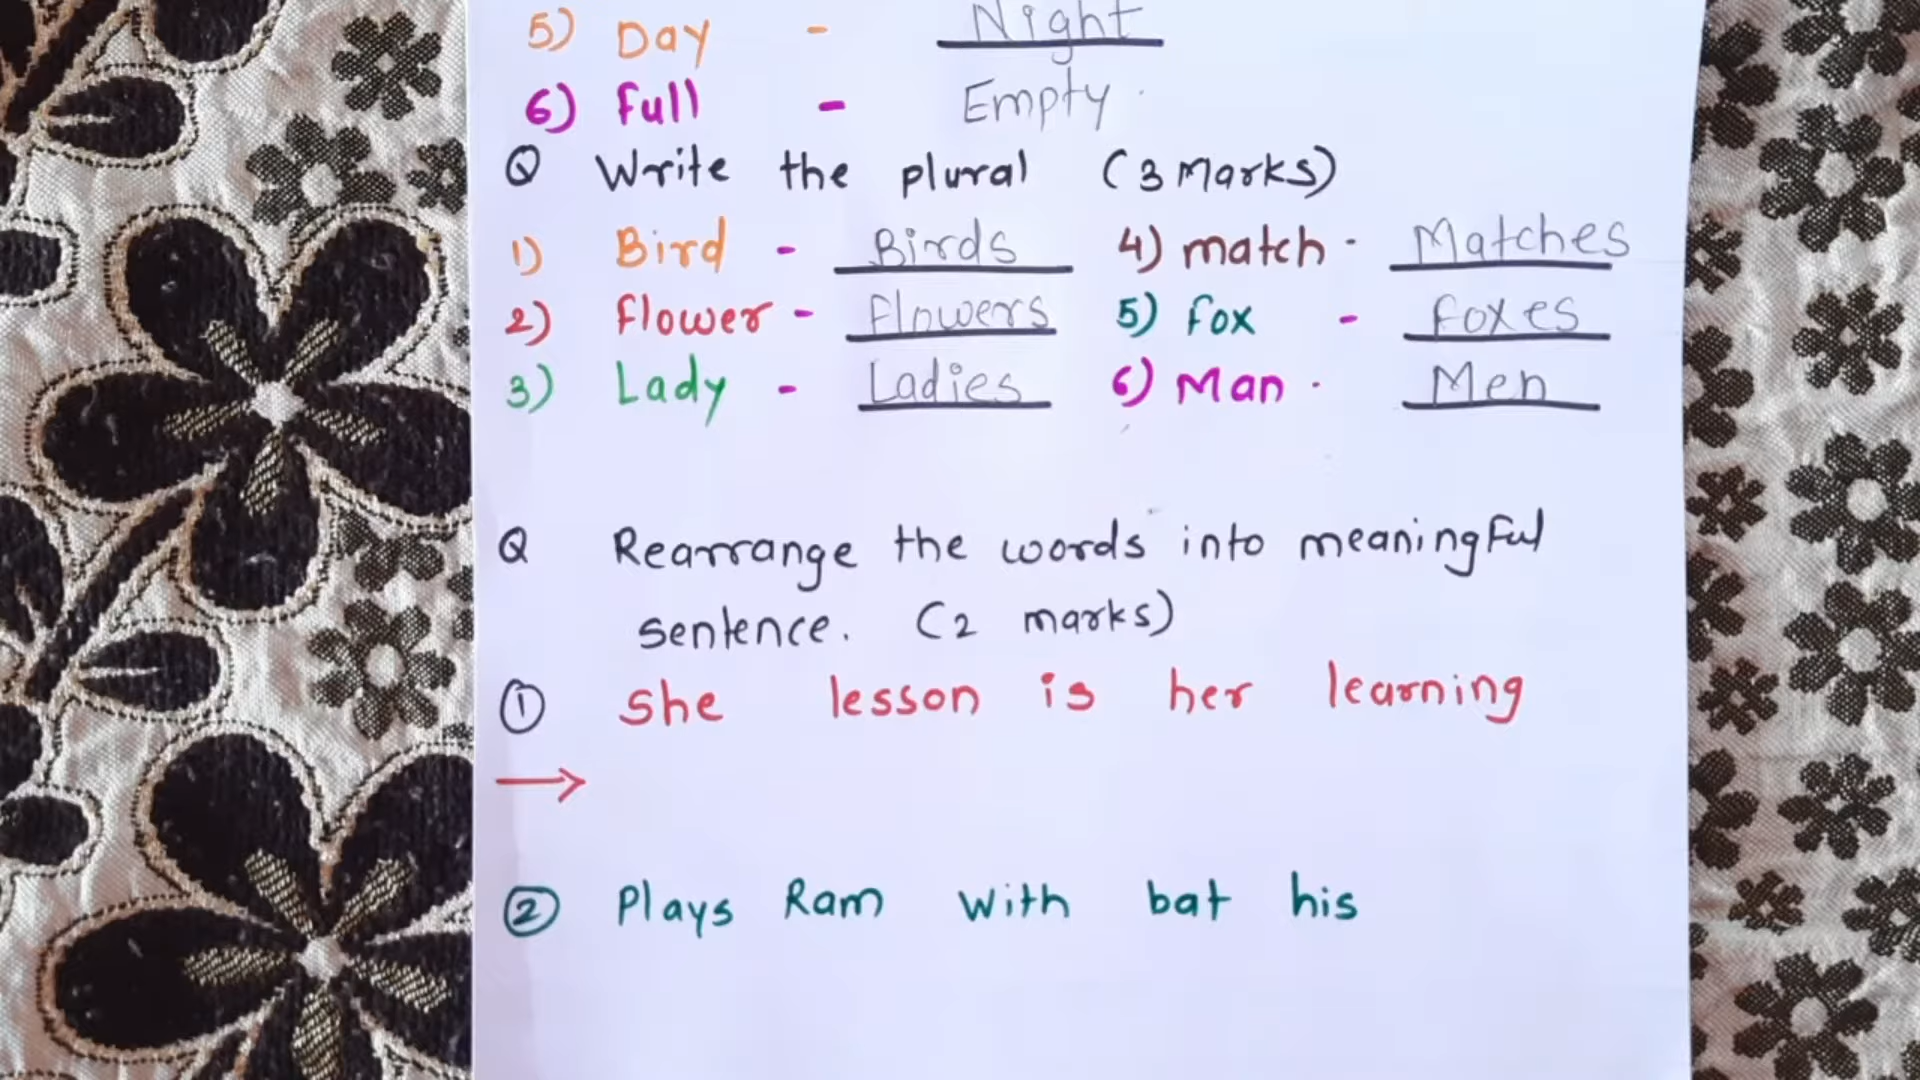 5) Day - Night
6) Full - Empty
Q Write the plural (3 Marks)
1) Bird - Birds 4) match - Matches
2) flower - Flowers 5) fox - foxes
3) Lady - Ladies 6) Man - Men
Q Rearrange the words into meaningful
sentence. (2 marks)
① She lesson is her learning
→
② Plays Ram With bat his